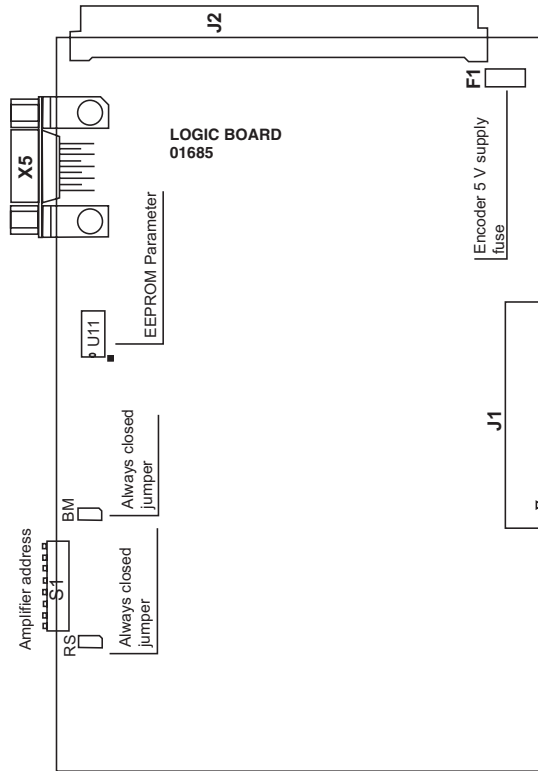 J2
X5
LOGIC BOARD
01685
F1
Encoder 5 V supply
fuse
EEPROM Parameter
U11
J1
Always closed
jumper
BM
Amplifier address
S1
Always closed
jumper
RS